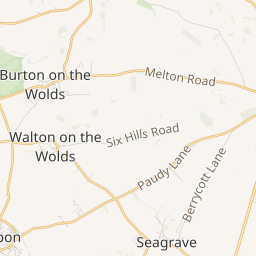 Melton Road
Burton on the
Wolds
Six Hills Road
Walton on the
Wolds
Paudy Lane
Berrycott Lane
Seagrave